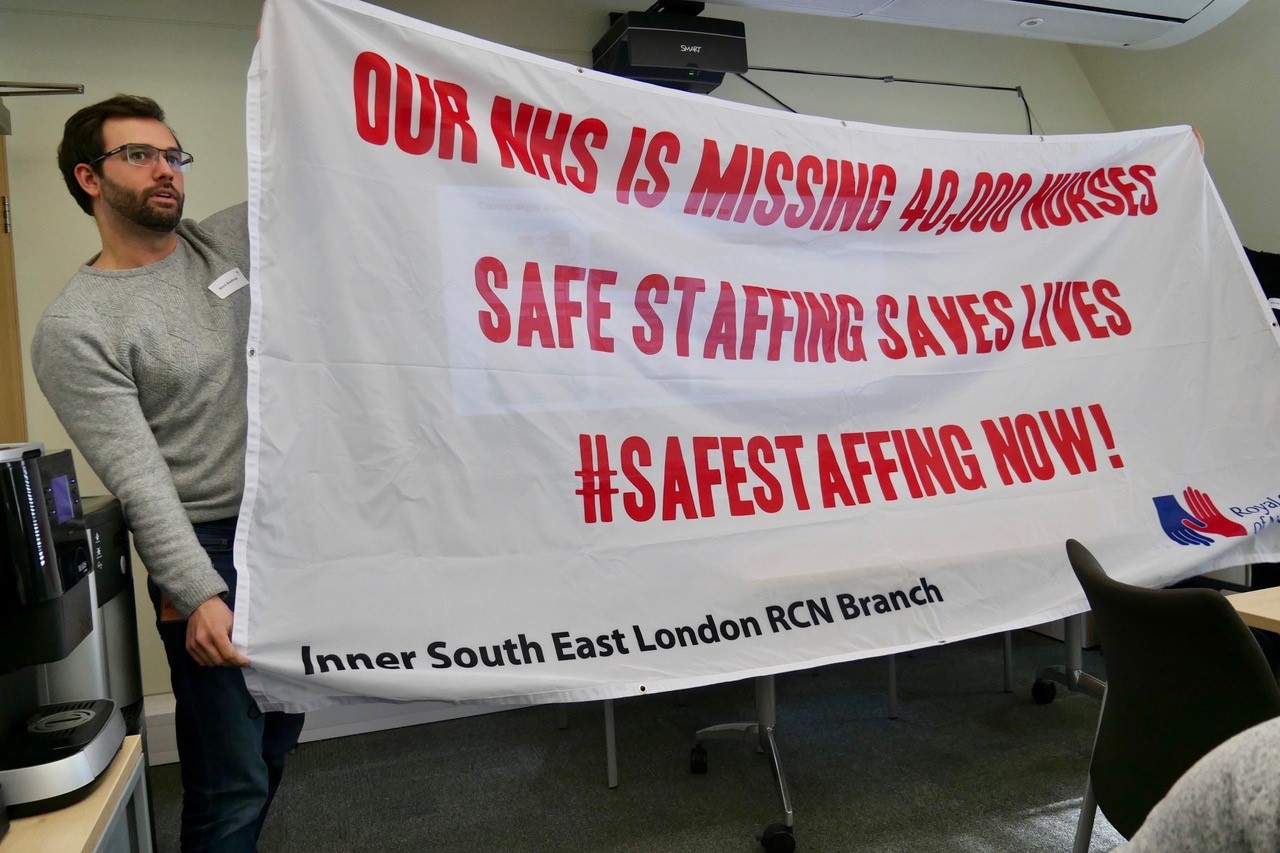 SMART
OUR NHS IS MISSING 40,000 NURSES
SAFE STAFFING SAVES LIVES
#SAFESTAFFING NOW!
Royal
Inner South East London RCN Branch